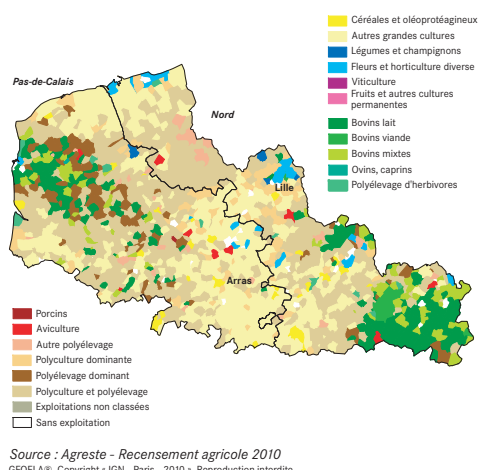 Céréales et oléoprotéagineux
Autres grandes cultures
Légumes et champignons
Fleurs et horticulture diverse
Viticulture
Fruits et autres cultures
permanentes
Bovins lait
Bovins viande
Bovins mixtes
Ovins, caprins
Polyélevage d'herbivores
Pas-de-Calais
Nord
Lille
Arras
Porcins
Aviculture
Autre polyélevage
Polyculture dominante
Polyélevage dominant
Polyculture et polyélevage
Exploitations non classées
Sans exploitation
Source : Agreste - Recensement agricole 2010